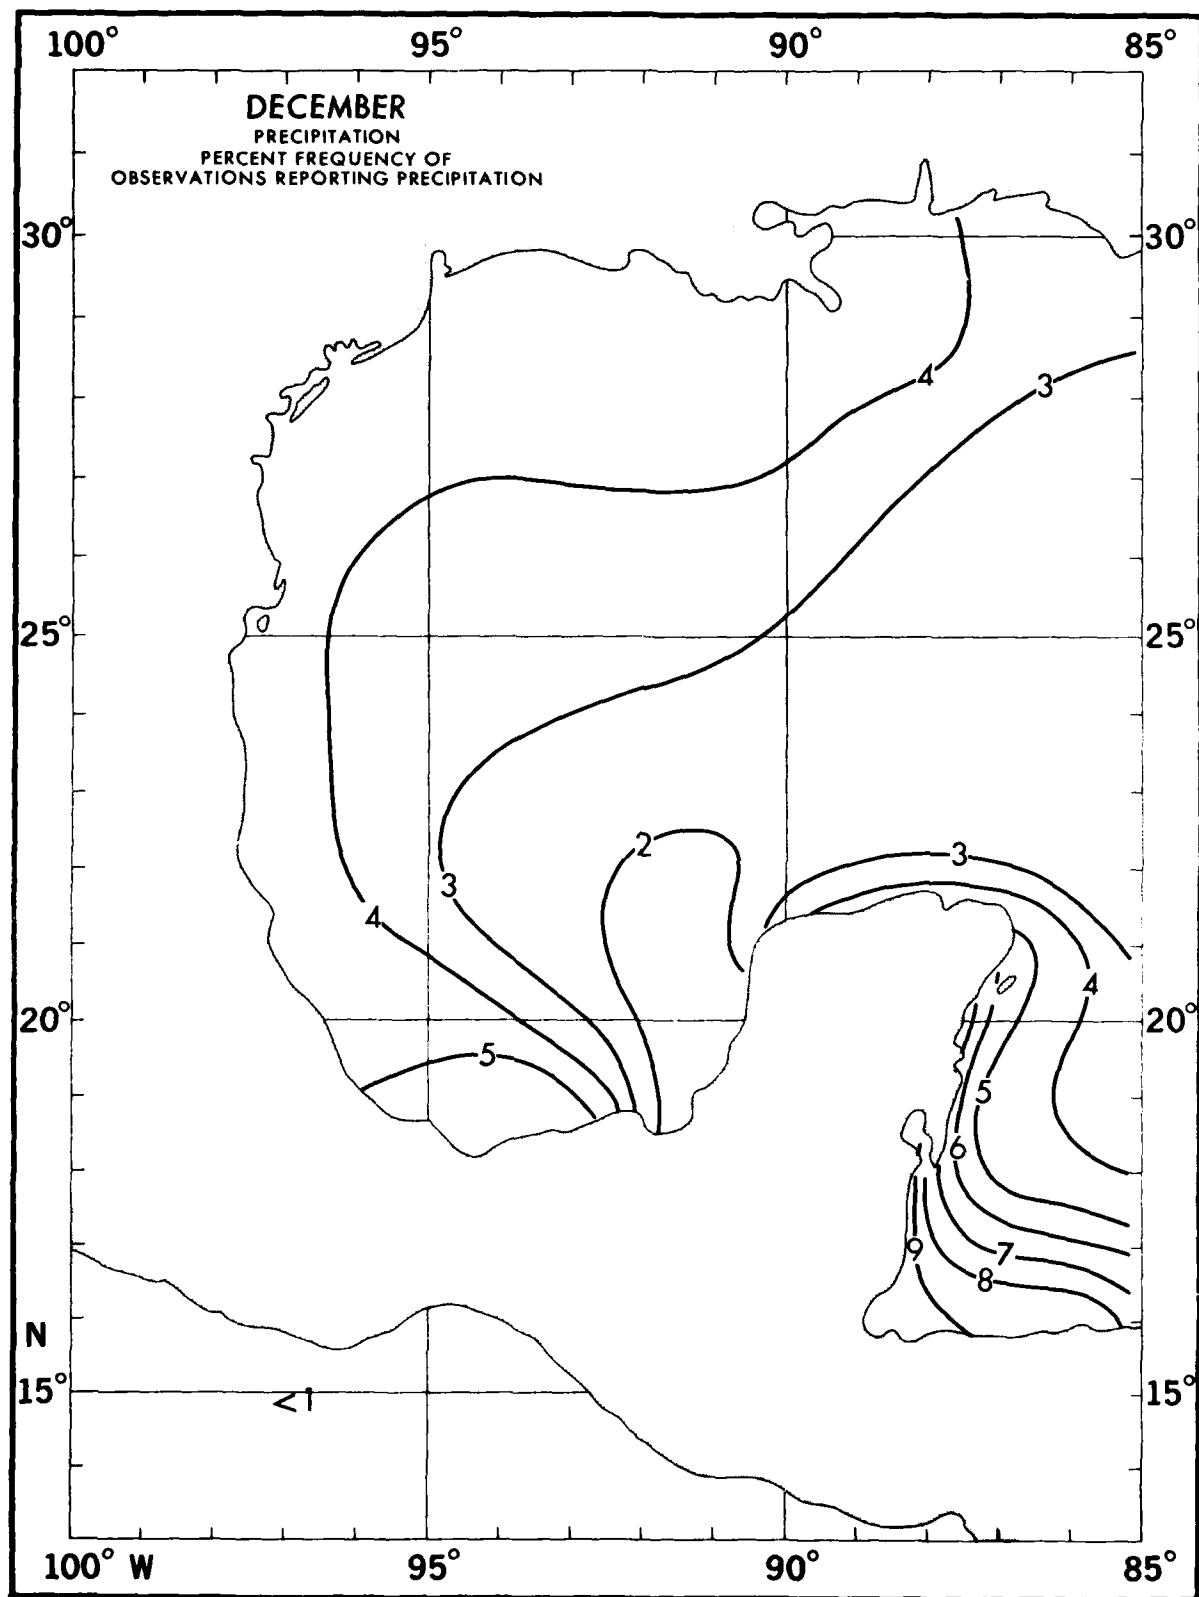 100° 95° 90° 85°
DECEMBER
PRECIPITATION
PERCENT FREQUENCY OF
OBSERVATIONS REPORTING PRECIPITATION
30° 30°
4
3
25° 25°
2
3
3
4
4
20° 20°
5
5
6
9
7
8
N
15° 15°
<1
100° W 95° 90° 85°